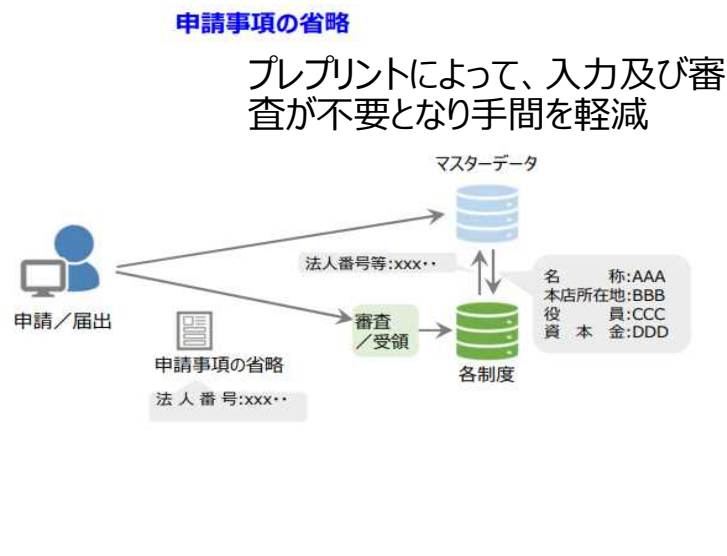 申請事項の省略
プレプリントによって、入力及び審
査が不要となり手間を軽減
マスターデータ
法人番号等:xxx‥
名　　　称:AAA
本店所在地:BBB
役　　　員:CCC
資　本　金:DDD
申請／届出
審査
／受領
申請事項の省略
各制度
法 人 番 号:xxx‥